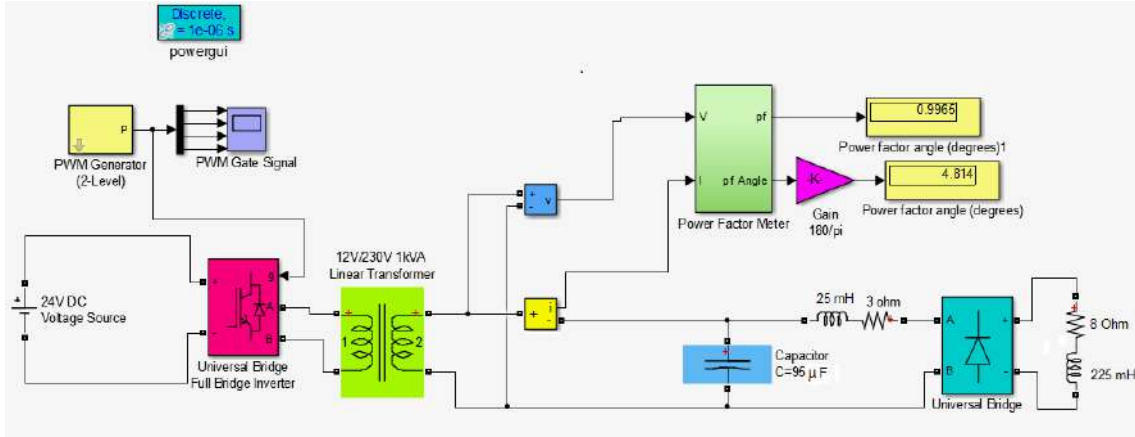 Discrete,
= 1e-06 s
powergui
P
PWM Generator
(2-Level)
PWM Gate Signal
V
I
pf
pf Angle
Power Factor Meter
0.9965
Power factor angle (degrees)1
-K-
Gain
180/pi
4.814
Power factor angle (degrees)
+
-
v
24V DC
Voltage Source
+
-
g
A
B
Universal Bridge
Full Bridge Inverter
12V/230V 1kVA
Linear Transformer
+
+
1
2
+
i
-
Capacitor
C=95 μF
+
25 mH
3 ohm
A
B
+
-
Universal Bridge
+
8 Ohm
225 mH